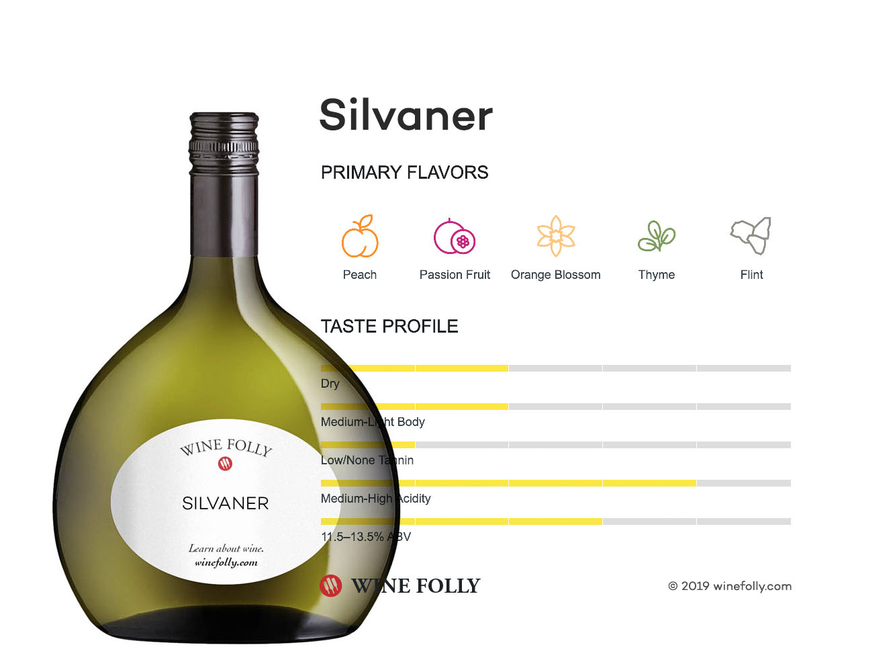 Silvaner
PRIMARY FLAVORS
Peach Passion Fruit Orange Blossom Thyme Flint
TASTE PROFILE
Dry
Medium-Light Body
Low/None Tannin
Medium-High Acidity
11.5–13.5% ABV
WINE FOLLY © 2019 winefolly.com
WINE FOLLY
SILVANER
Learn about wine.
winefolly.com